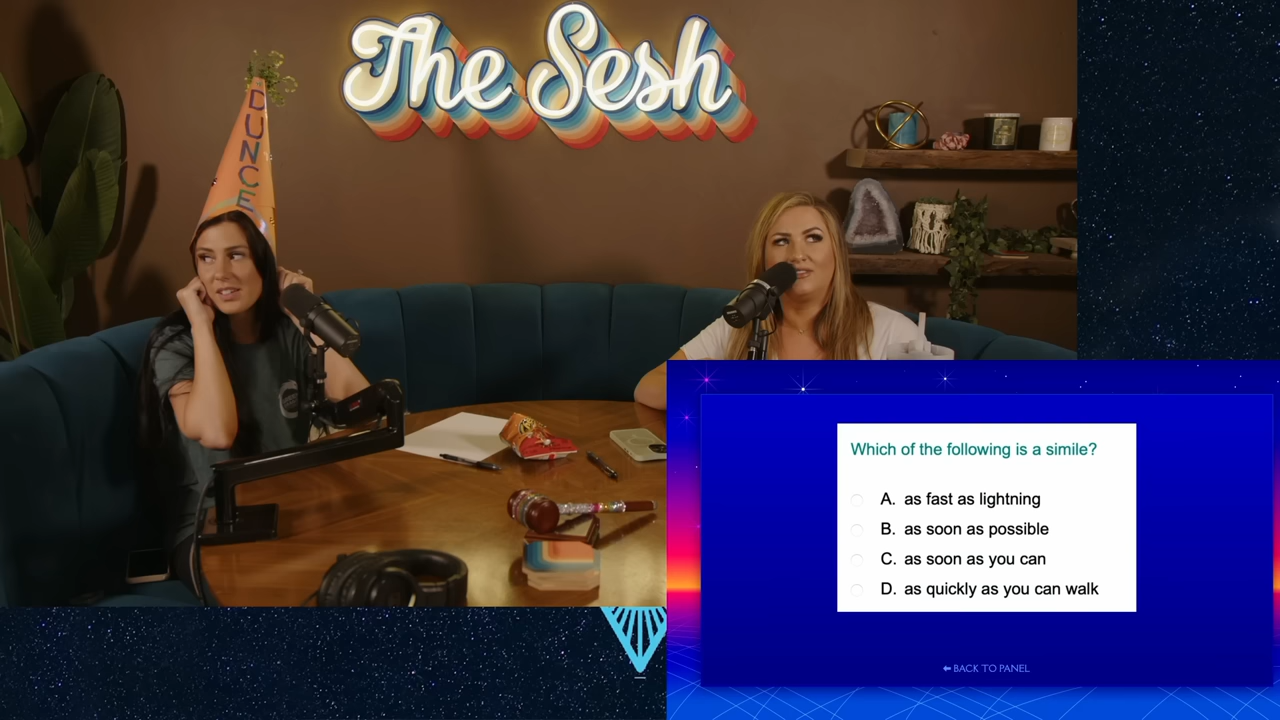 The Sesh
DUNCE
Which of the following is a simile?
A. as fast as lightning
B. as soon as possible
C. as soon as you can
D. as quickly as you can walk
BACK TO PANEL